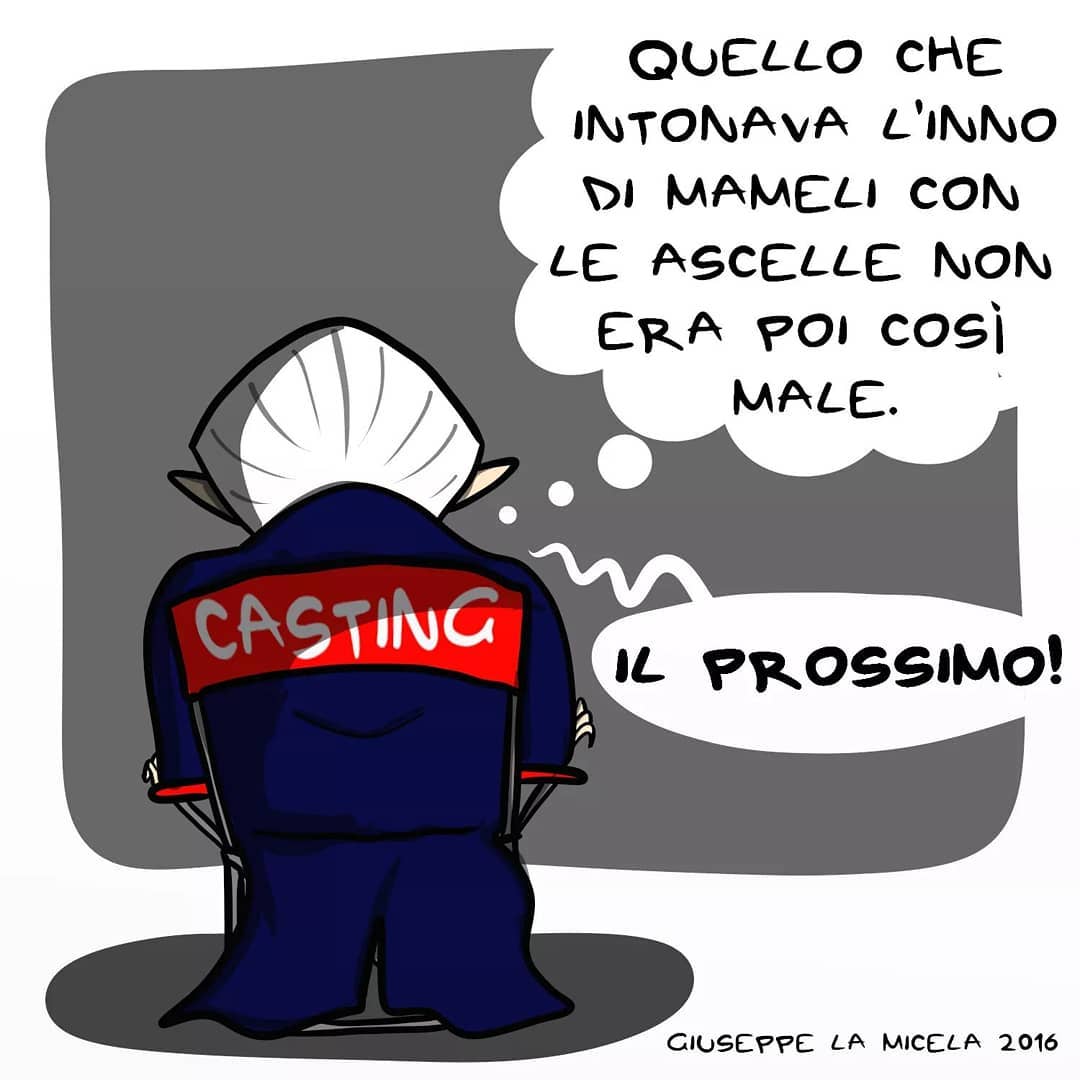 QUELLO CHE
INTONAVA L'INNO
DI MAMELI CON
LE ASCELLE NON
ERA POI COSÌ
MALE.
CASTING
IL PROSSIMO!
GIUSEPPE LA MICELA 2016